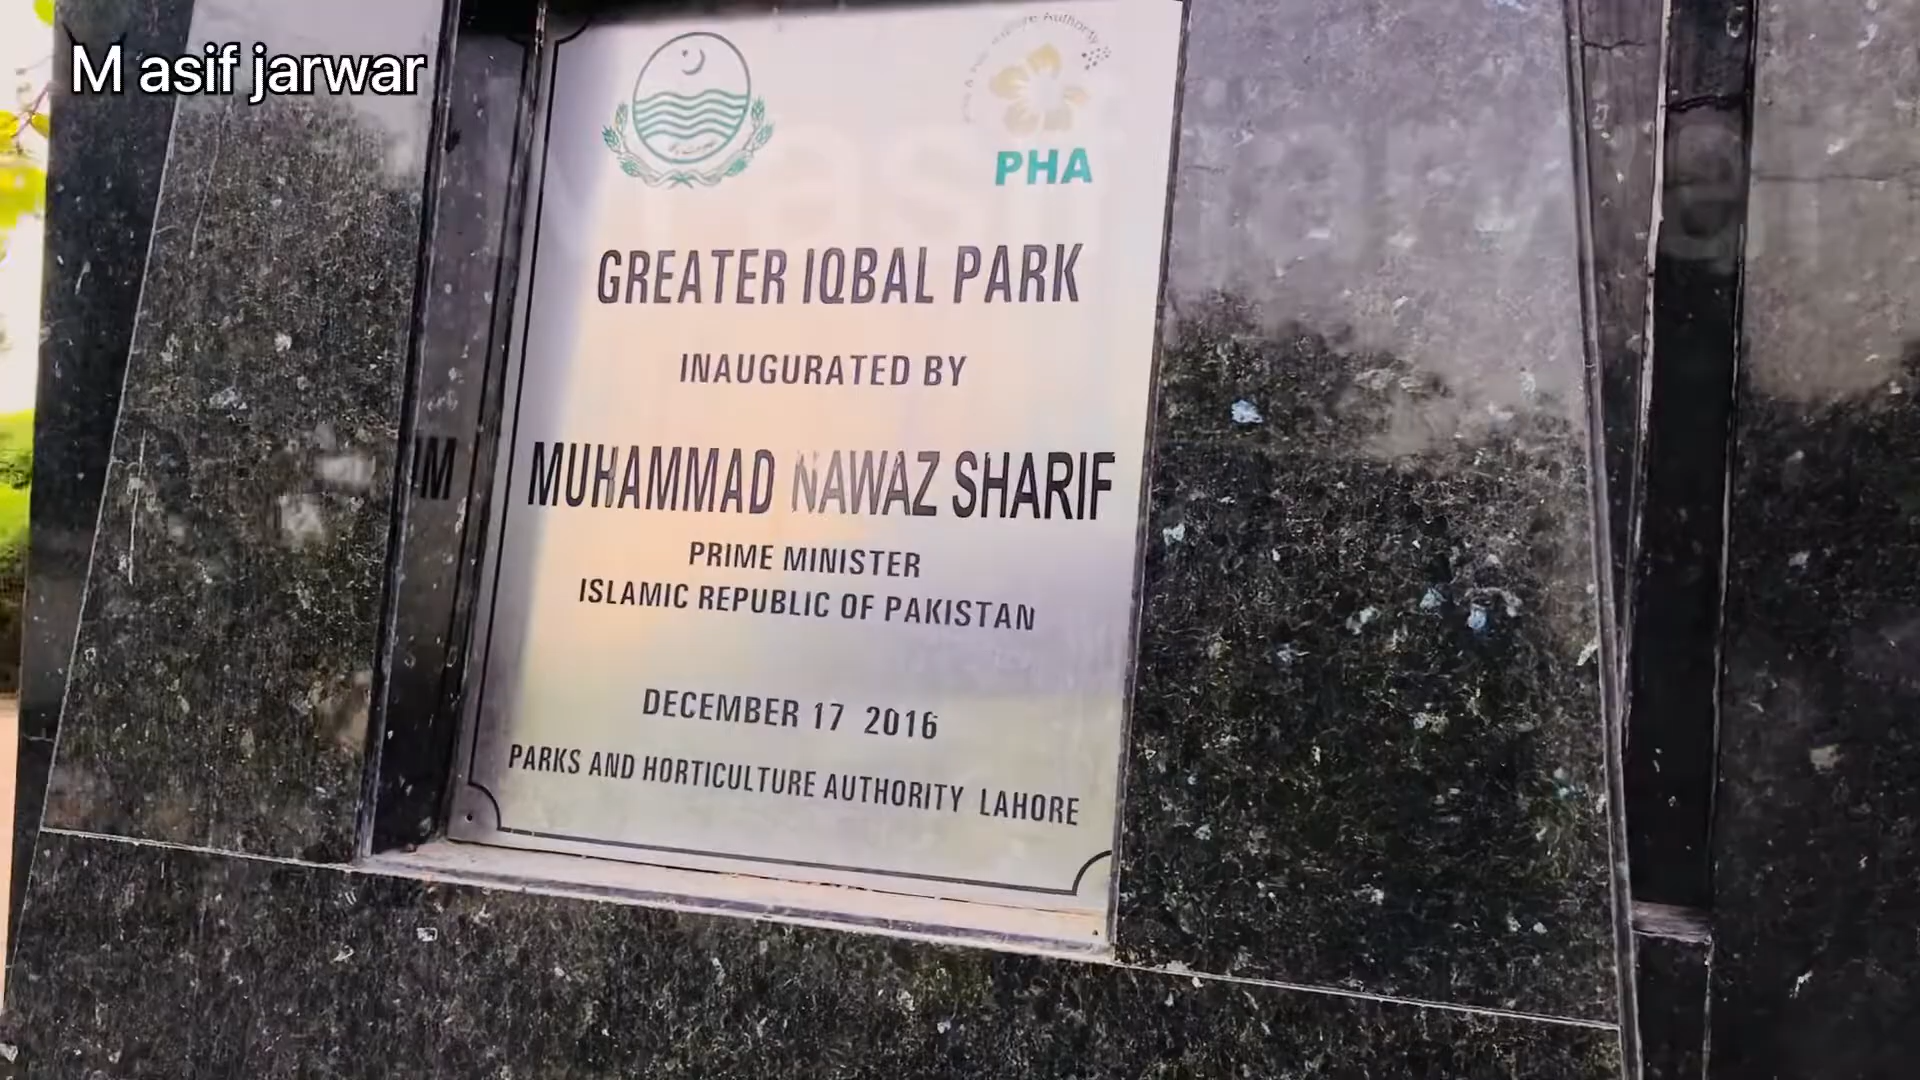 M asif jarwar
PHA
GREATER IQBAL PARK
INAUGURATED BY
MUHAMMAD NAWAZ SHARIF
PRIME MINISTER
ISLAMIC REPUBLIC OF PAKISTAN
DECEMBER 17 2016
PARKS AND HORTICULTURE AUTHORITY LAHORE